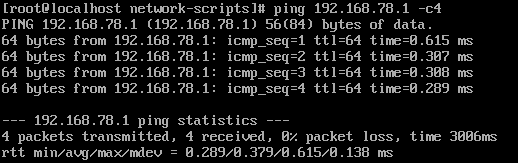 [root@localhost network-scripts]# ping 192.168.78.1 -c4
PING 192.168.78.1 (192.168.78.1) 56(84) bytes of data.
64 bytes from 192.168.78.1: icmp_seq=1 ttl=64 time=0.615 ms
64 bytes from 192.168.78.1: icmp_seq=2 ttl=64 time=0.307 ms
64 bytes from 192.168.78.1: icmp_seq=3 ttl=64 time=0.308 ms
64 bytes from 192.168.78.1: icmp_seq=4 ttl=64 time=0.289 ms
--- 192.168.78.1 ping statistics ---
4 packets transmitted, 4 received, 0% packet loss, time 3006ms
rtt min/avg/max/mdev = 0.289/0.379/0.615/0.138 ms